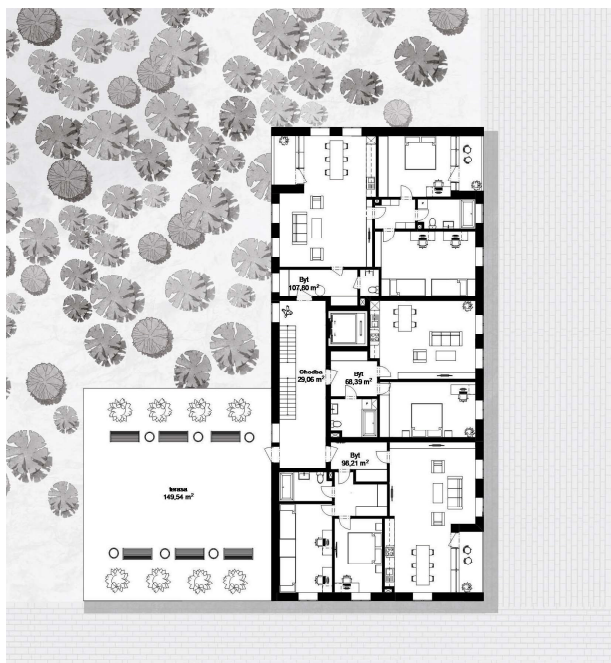 Byt
107,80 m²
Chodba
29,06 m²
Byt
68,39 m²
Byt
98,21 m²
terasa
149,54 m²